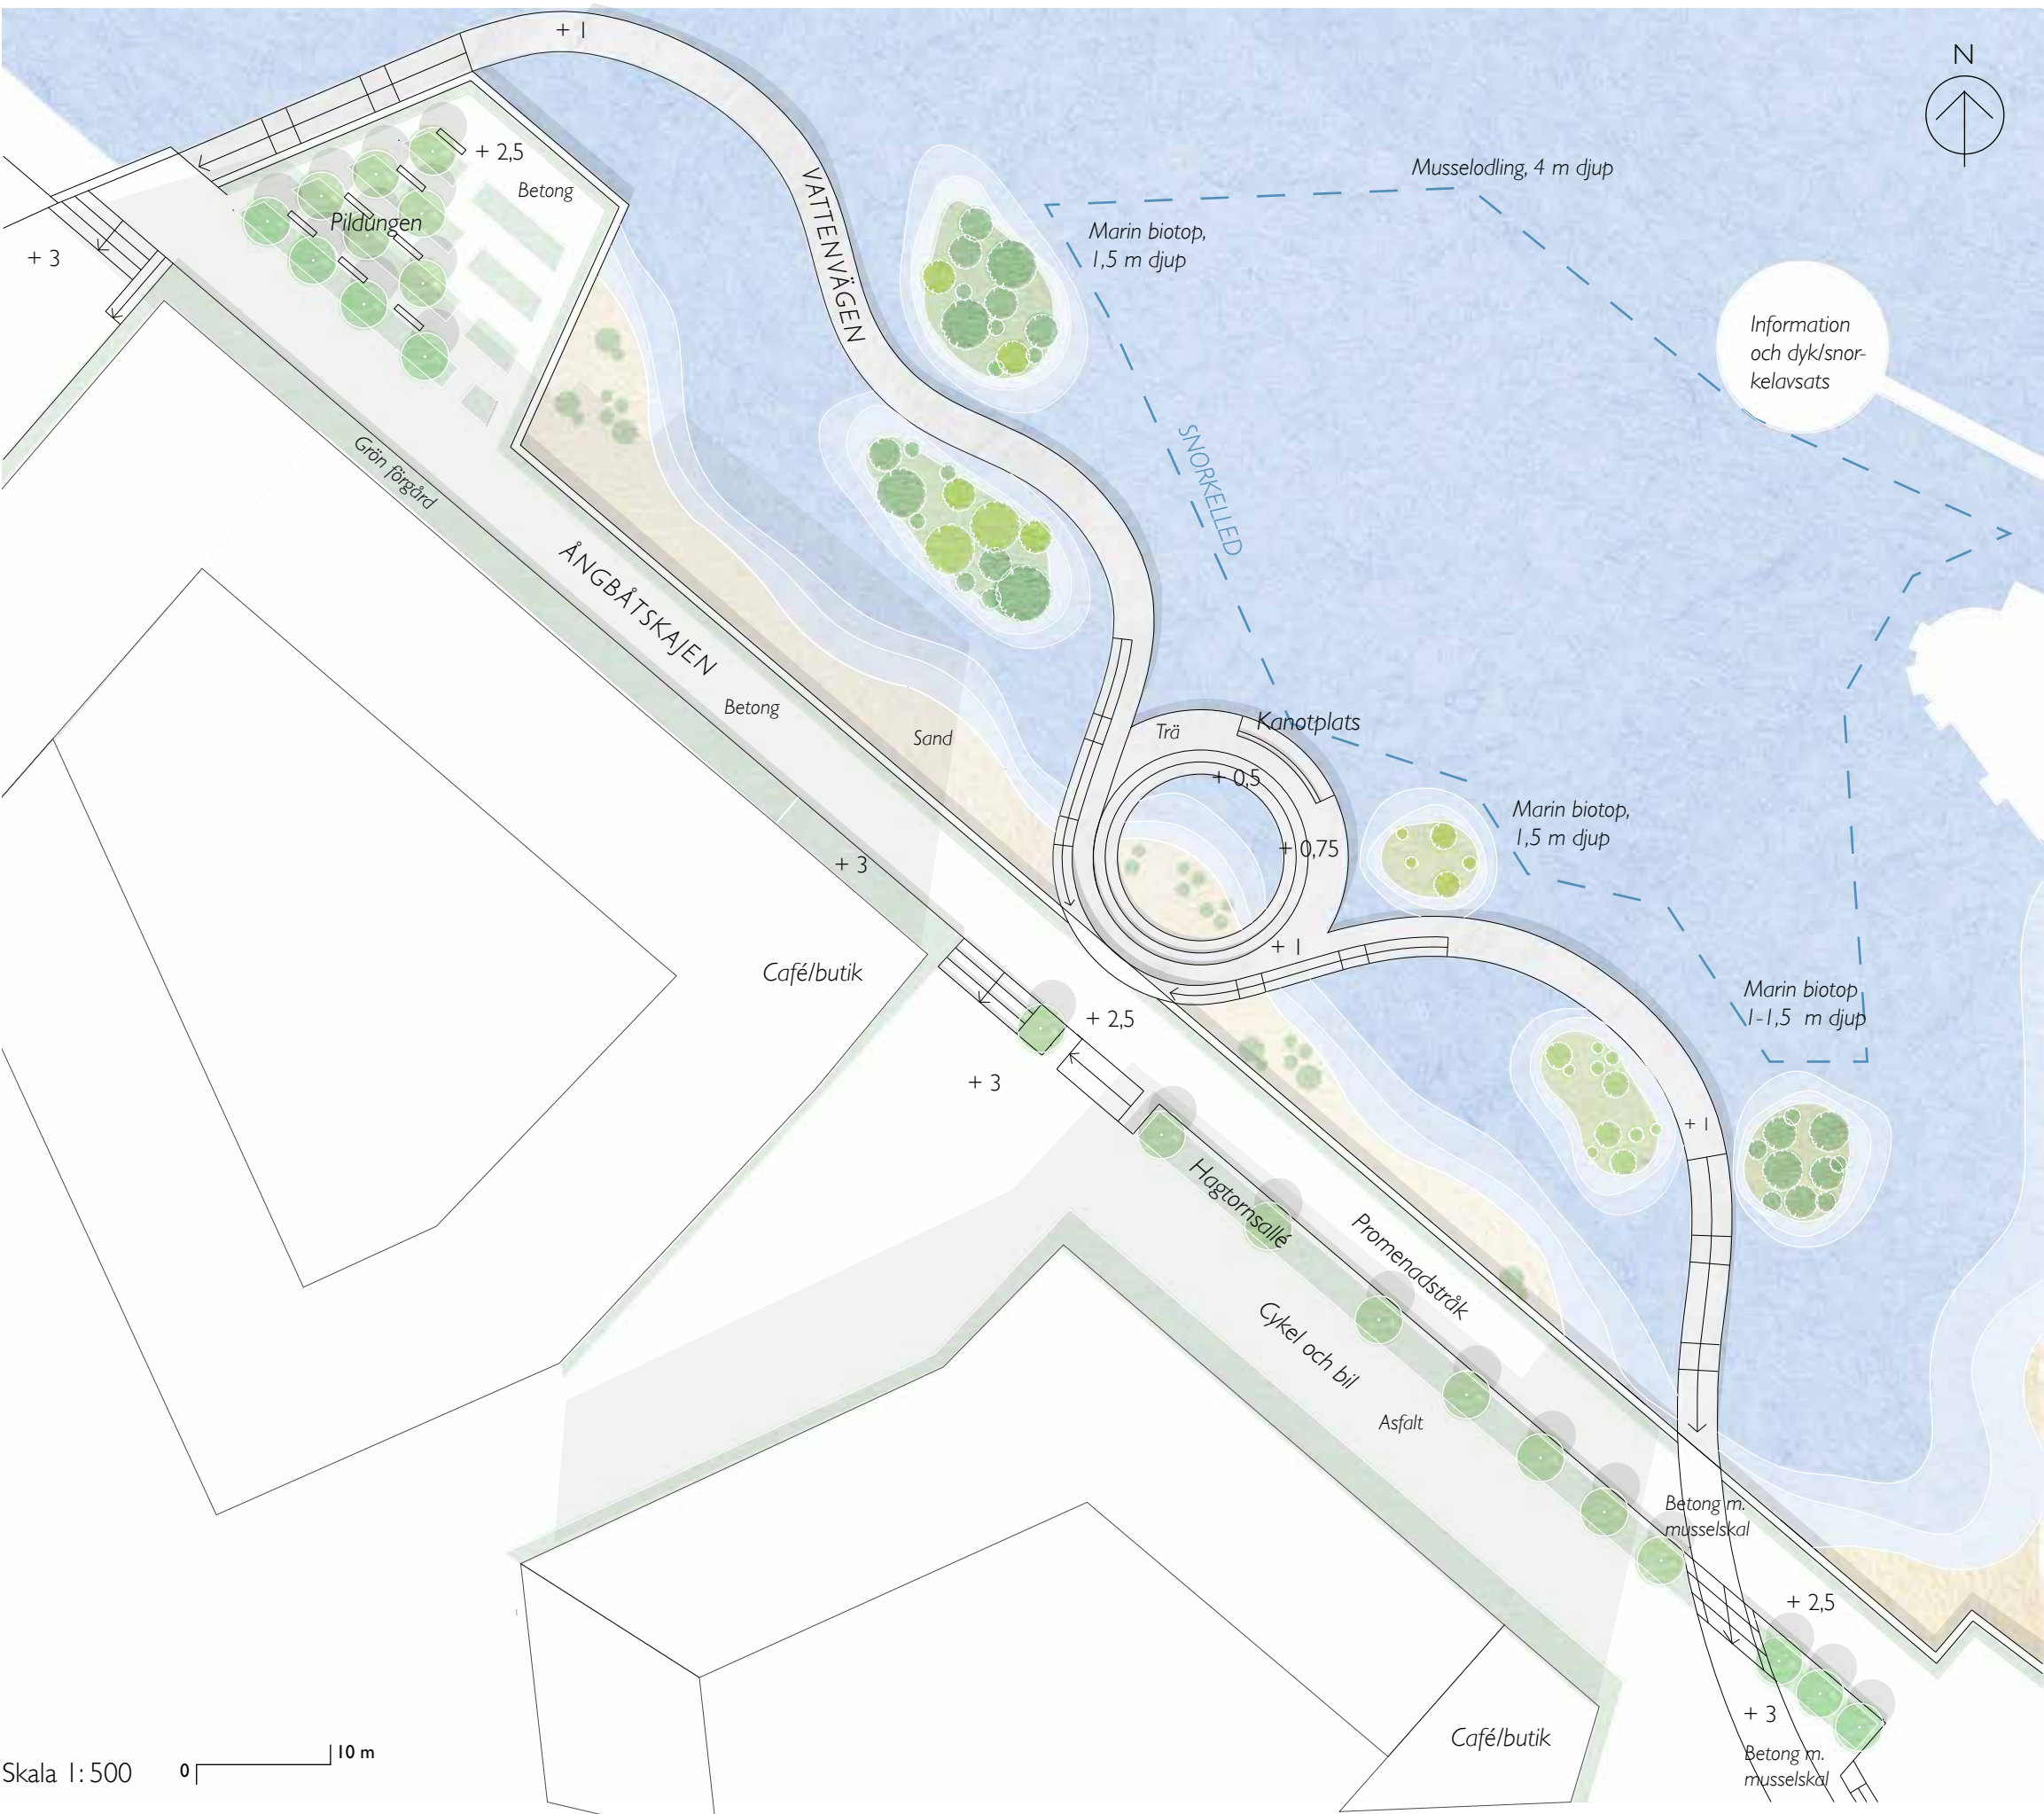 + 1
N
+ 2,5
Betong
Pildungen
+ 3
VATTENVÄGEN
Musselodling, 4 m djup
Marin biotop,
1,5 m djup
Information
och dyk/snor-
kelavsats
SNORKELLED
Grön förgård
ÅNGBÅTSKAJEN
Betong
Sand
Trä
Kanotplats
+ 0,5
+ 0,75
Marin biotop,
1,5 m djup
+ 3
+ 1
Café/butik
Marin biotop
1-1,5 m djup
+ 2,5
+ 3
+ 1
Hagtornsallé
Promenadstråk
Cykel och bil
Asfalt
Betong m.
musselskal
+ 2,5
+ 3
Café/butik
Betong m.
musselskal
Skala 1:500
0
10 m